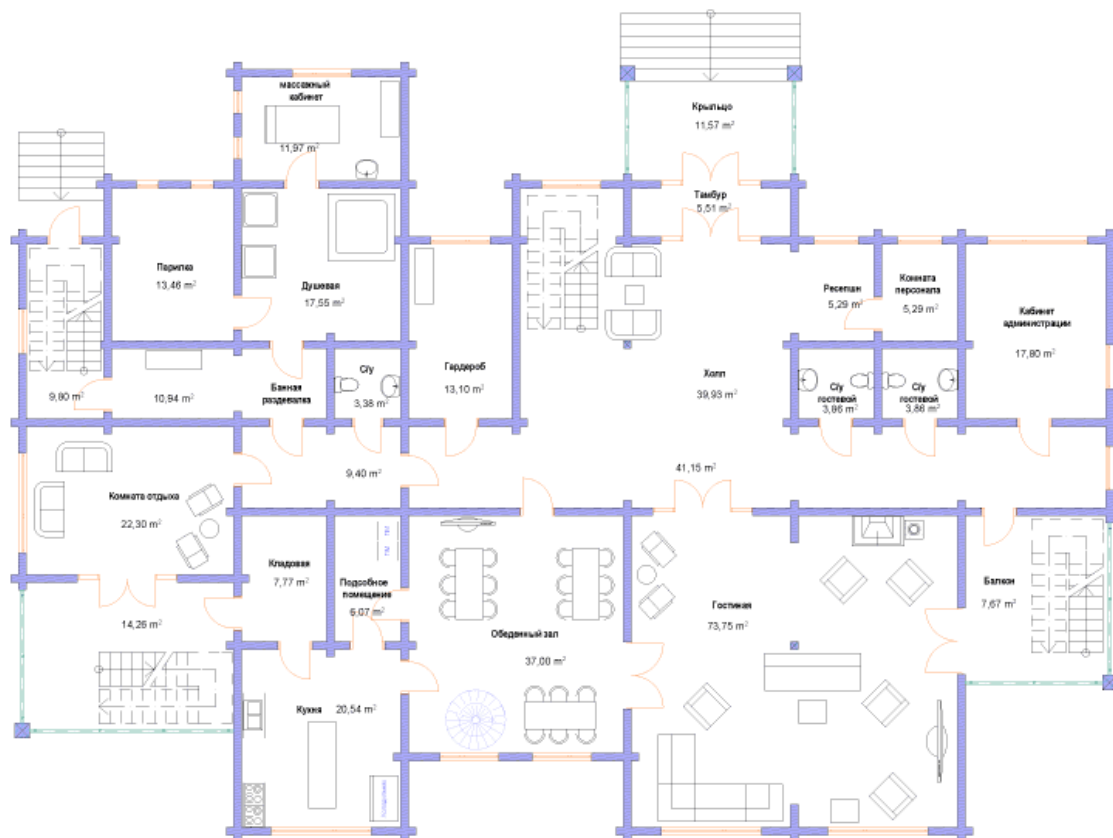 массажный
кабинет
11,97 m²
Крыльцо
11,57 m²
Тамбур
5,51 m²
Парилка
13,46 m²
Душевая
17,55 m²
Ресепшн
5,29 m²
Комната
персонала
5,29 m²
Кабинет
администрации
17,80 m²
9,80 m²
10,94 m²
Банная
раздевалка
С/у
3,38 m²
Гардероб
13,10 m²
Холл
39,93 m²
С/у
гостевой
3,86 m²
С/у
гостевой
3,86 m²
9,40 m²
41,15 m²
Комната отдыха
22,30 m²
Кладовая
7,77 m²
Подсобное
помещение
6,07 m²
Обеденный зал
37,00 m²
Гостиная
73,75 m²
Балкон
7,67 m²
14,26 m²
Кухня 20,54 m²
холодильник